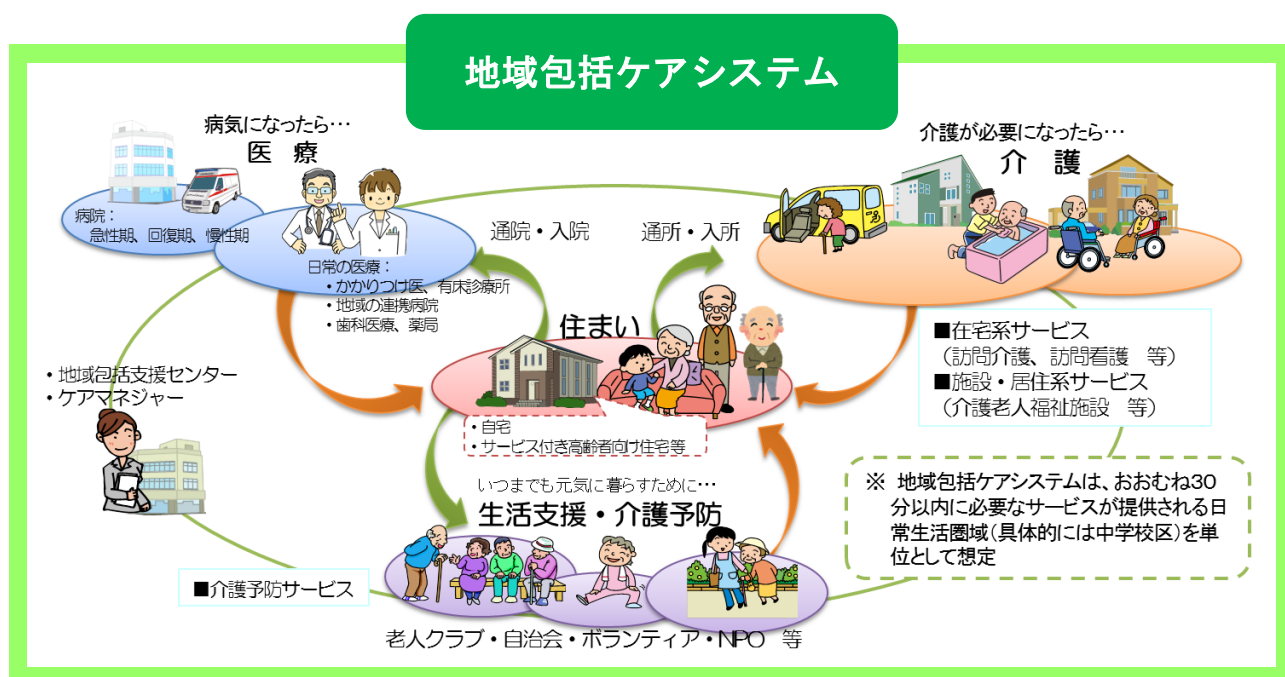 地域包括ケアシステム
病気になったら…
医 療
介護が必要になったら…
介 護
病院：
急性期、回復期、慢性期
通院・入院
通所・入所
日常の医療：
・かかりつけ医、有床診療所
・地域の連携病院
・歯科医療、薬局
住まい
■在宅系サービス
（訪問介護、訪問看護 等）
■施設・居住系サービス
（介護老人福祉施設 等）
・地域包括支援センター
・ケアマネジャー
・自宅
・サービス付き高齢者向け住宅等
いつまでも元気に暮らすために…
生活支援・介護予防
※ 地域包括ケアシステムは、おおむね30
分以内に必要なサービスが提供される日
常生活圏域（具体的には中学校区）を単
位として想定
■介護予防サービス
老人クラブ・自治会・ボランティア・NPO 等